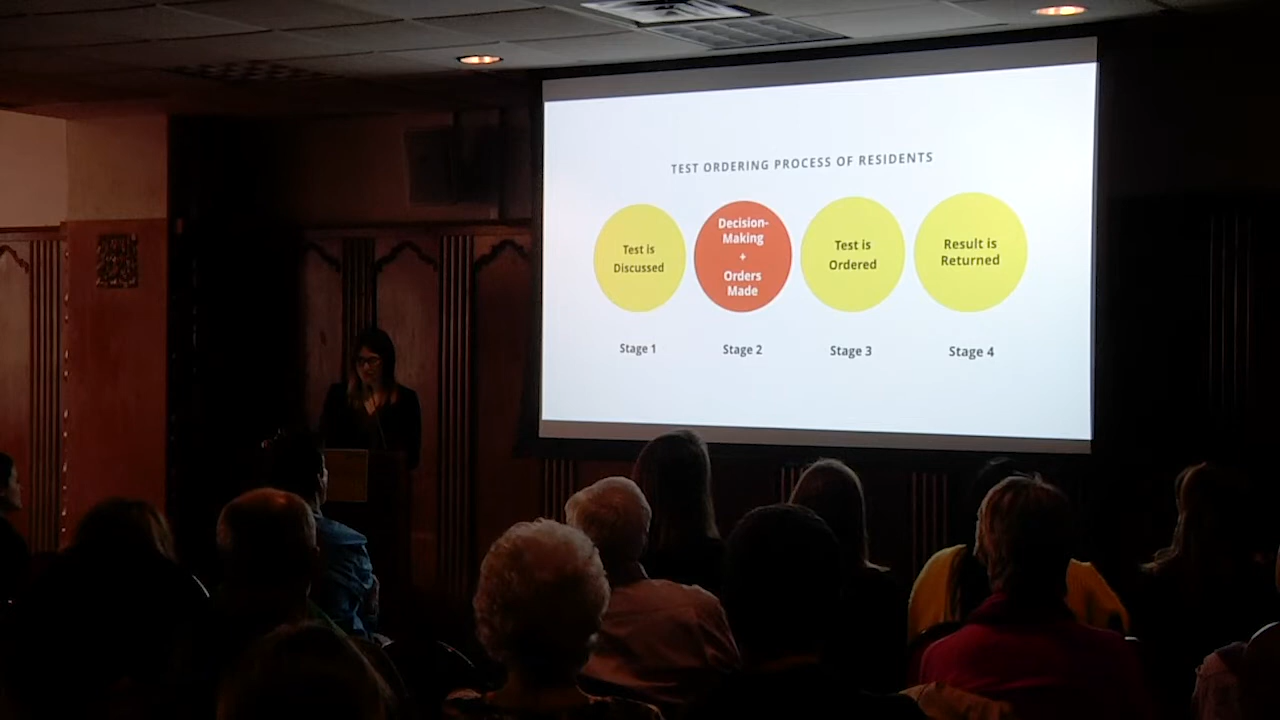 TEST ORDERING PROCESS OF RESIDENTS
Test is
Discussed
Decision-
Making
+
Orders
Made
Test is
Ordered
Result is
Returned
Stage 1
Stage 2
Stage 3
Stage 4